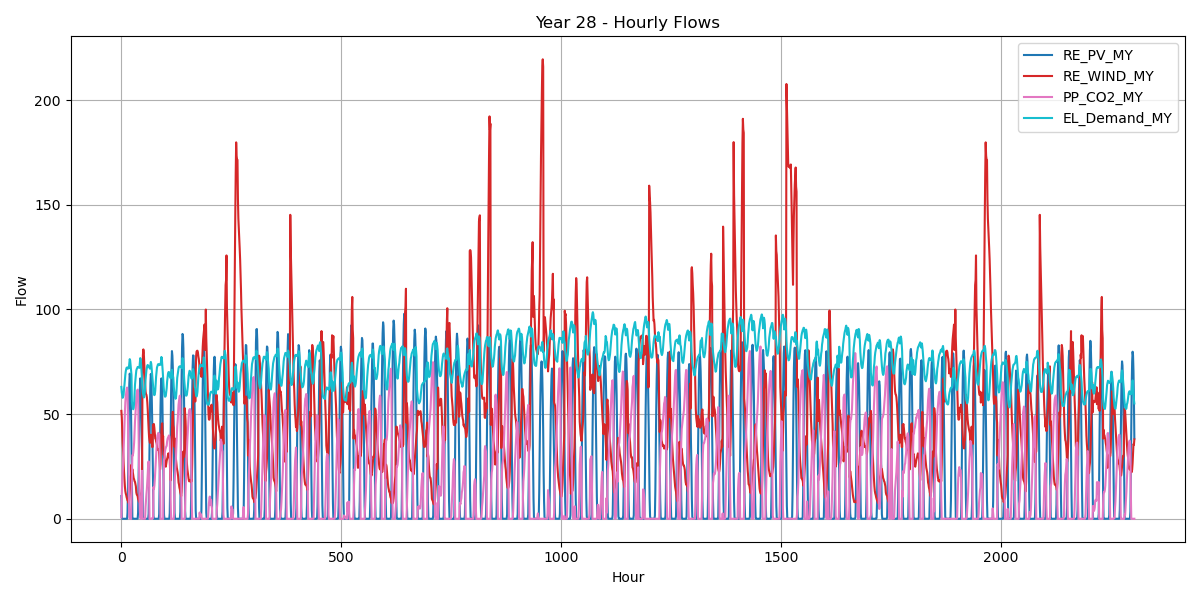 Year 28 - Hourly Flows
RE_PV_MY
RE_WIND_MY
PP_CO2_MY
EL_Demand_MY
Flow
200
150
100
50
0
0
500
1000
1500
2000
Hour